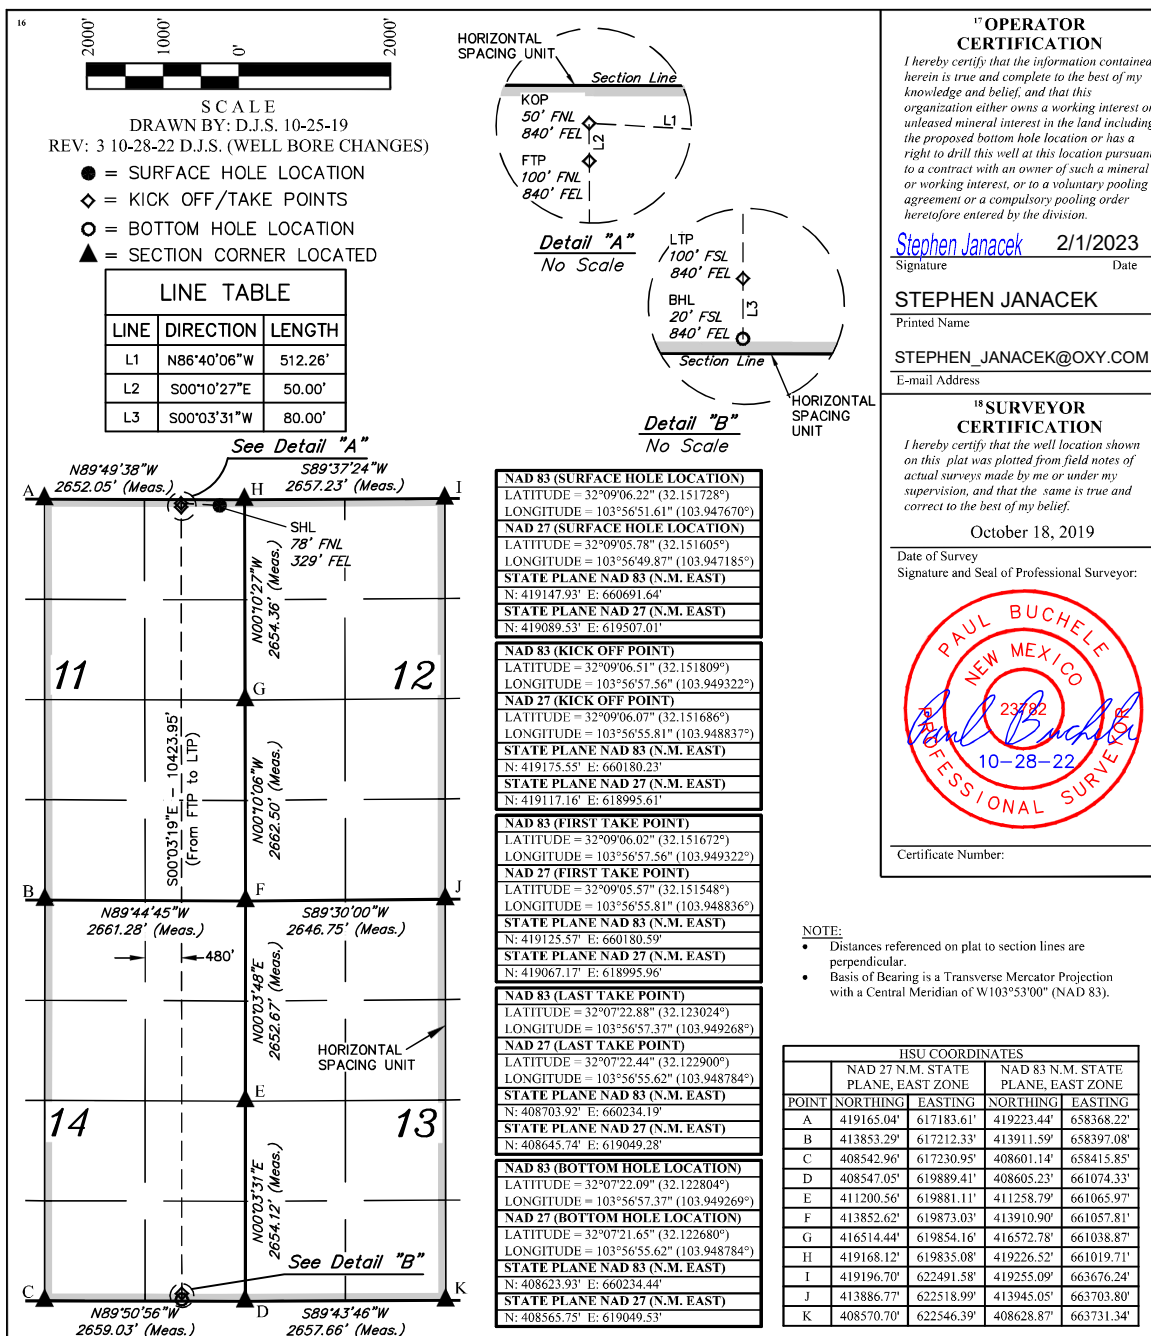 16
2000'
1000'
0'
2000'
SCALE
DRAWN BY: D.J.S. 10-25-19
REV: 3 10-28-22 D.J.S. (WELL BORE CHANGES)
= SURFACE HOLE LOCATION
= KICK OFF/TAKE POINTS
= BOTTOM HOLE LOCATION
= SECTION CORNER LOCATED
LINE TABLE
LINE DIRECTION LENGTH
L1 N86°40'06"W 512.26'
L2 S00°10'27"E 50.00'
L3 S00°03'31"W 80.00'
HORIZONTAL
SPACING UNIT
Section Line
KOP
50' FNL
840' FEL
L1
L2
FTP
100' FNL
840' FEL
Detail "A"
No Scale
LTP
100' FSL
840' FEL
L3
BHL
20' FSL
840' FEL
Section Line
HORIZONTAL
SPACING
UNIT
Detail "B"
No Scale
See Detail "A"
N89°49'38"W
2652.05' (Meas.)
S89°37'24"W
2657.23' (Meas.)
A
H
I
SHL
78' FNL
329' FEL
N00°10'27"W
2654.36' (Meas.)
11
12
G
S00°03'19"E – 10423.95'
(From FTP to LTP)
N00°10'06"W
2662.50' (Meas.)
B
F
J
N89°44'45"W
2661.28' (Meas.)
S89°30'00"W
2646.75' (Meas.)
480'
N00°03'48"E
2652.67' (Meas.)
HORIZONTAL
SPACING UNIT
E
14
13
N00°03'31"E
2654.12' (Meas.)
See Detail "B"
C
D
K
N89°50'56"W
2659.03' (Meas.)
S89°43'46"W
2657.66' (Meas.)
NAD 83 (SURFACE HOLE LOCATION)
LATITUDE = 32°09'06.22" (32.151728°)
LONGITUDE = 103°56'51.61" (103.947670°)
NAD 27 (SURFACE HOLE LOCATION)
LATITUDE = 32°09'05.78" (32.151605°)
LONGITUDE = 103°56'49.87" (103.947185°)
STATE PLANE NAD 83 (N.M. EAST)
N: 419147.93' E: 660691.64'
STATE PLANE NAD 27 (N.M. EAST)
N: 419089.53' E: 619507.01'
NAD 83 (KICK OFF POINT)
LATITUDE = 32°09'06.51" (32.151809°)
LONGITUDE = 103°56'57.56" (103.949322°)
NAD 27 (KICK OFF POINT)
LATITUDE = 32°09'06.07" (32.151686°)
LONGITUDE = 103°56'55.81" (103.948837°)
STATE PLANE NAD 83 (N.M. EAST)
N: 419175.55' E: 660180.23'
STATE PLANE NAD 27 (N.M. EAST)
N: 419117.16' E: 618995.61'
NAD 83 (FIRST TAKE POINT)
LATITUDE = 32°09'06.02" (32.151672°)
LONGITUDE = 103°56'57.56" (103.949322°)
NAD 27 (FIRST TAKE POINT)
LATITUDE = 32°09'05.57" (32.151548°)
LONGITUDE = 103°56'55.81" (103.948836°)
STATE PLANE NAD 83 (N.M. EAST)
N: 419125.57' E: 660180.59'
STATE PLANE NAD 27 (N.M. EAST)
N: 419067.17' E: 618995.96'
NAD 83 (LAST TAKE POINT)
LATITUDE = 32°07'22.88" (32.123024°)
LONGITUDE = 103°56'57.37" (103.949268°)
NAD 27 (LAST TAKE POINT)
LATITUDE = 32°07'22.44" (32.122900°)
LONGITUDE = 103°56'55.62" (103.948784°)
STATE PLANE NAD 83 (N.M. EAST)
N: 408703.92' E: 660234.19'
STATE PLANE NAD 27 (N.M. EAST)
N: 408645.74' E: 619049.28'
NAD 83 (BOTTOM HOLE LOCATION)
LATITUDE = 32°07'22.09" (32.122804°)
LONGITUDE = 103°56'57.37" (103.949269°)
NAD 27 (BOTTOM HOLE LOCATION)
LATITUDE = 32°07'21.65" (32.122680°)
LONGITUDE = 103°56'55.62" (103.948784°)
STATE PLANE NAD 83 (N.M. EAST)
N: 408623.93' E: 660234.44'
STATE PLANE NAD 27 (N.M. EAST)
N: 408565.75' E: 619049.53'
17 OPERATOR
CERTIFICATION
I hereby certify that the information contained
herein is true and complete to the best of my
knowledge and belief, and that this
organization either owns a working interest or
unleased mineral interest in the land including
the proposed bottom hole location or has a
right to drill this well at this location pursuant
to a contract with an owner of such a mineral
or working interest, or to a voluntary pooling
agreement or a compulsory pooling order
heretofore entered by the division.
Stephen Janacek 2/1/2023
Signature Date
STEPHEN JANACEK
Printed Name
STEPHEN_JANACEK@OXY.COM
E-mail Address
18 SURVEYOR
CERTIFICATION
I hereby certify that the well location shown
on this plat was plotted from field notes of
actual surveys made by me or under my
supervision, and that the same is true and
correct to the best of my belief.
October 18, 2019
Date of Survey
Signature and Seal of Professional Surveyor:
PAUL BUCHELE
NEW MEXICO
23782
Paul Buchele
10-28-22
PROFESSIONAL SURVEYOR
Certificate Number:
NOTE:
• Distances referenced on plat to section lines are
perpendicular.
• Basis of Bearing is a Transverse Mercator Projection
with a Central Meridian of W103°53'00" (NAD 83).
HSU COORDINATES
NAD 27 N.M. STATE PLANE, EAST ZONE NAD 83 N.M. STATE PLANE, EAST ZONE
POINT NORTHING EASTING NORTHING EASTING
A 419165.04' 617183.61' 419223.44' 658368.22'
B 413853.29' 617212.33' 413911.59' 658397.08'
C 408542.96' 617230.95' 408601.14' 658415.85'
D 408547.05' 619889.41' 408605.23' 661074.33'
E 411200.56' 619881.11' 411258.79' 661065.97'
F 413852.62' 619873.03' 413910.90' 661057.81'
G 416514.44' 619854.16' 416572.78' 661038.87'
H 419168.12' 619835.08' 419226.52' 661019.71'
I 419196.70' 622491.58' 419255.09' 663676.24'
J 413886.77' 622518.99' 413945.05' 663703.80'
K 408570.70' 622546.39' 408628.87' 663731.34'